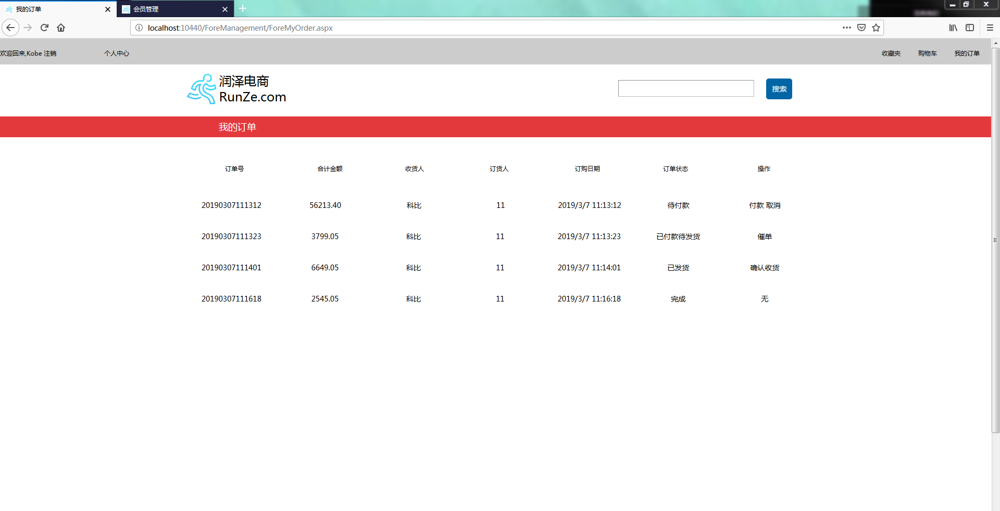 我的订单
会员管理
localhost:10440/ForeManagement/ForeMyOrder.aspx
欢迎回来,Kobe 注销 个人中心 收藏夹 购物车 我的订单
润泽电商
RunZe.com
搜索
我的订单
订单号 合计金额 收货人 订货人 订购日期 订单状态 操作
20190307111312 56213.40 科比 11 2019/3/7 11:13:12 待付款 付款 取消
20190307111323 3799.05 科比 11 2019/3/7 11:13:23 已付款待发货 催单
20190307111401 6649.05 科比 11 2019/3/7 11:14:01 已发货 确认收货
20190307111618 2545.05 科比 11 2019/3/7 11:16:18 完成 无